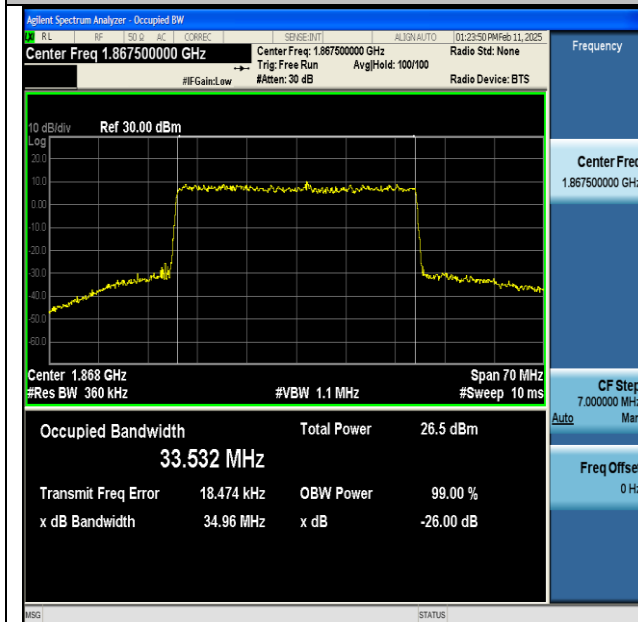 Agilent Spectrum Analyzer - Occupied BW
RL RF 50 Ω AC CORREC SENSE:INT ALIGN AUTO 01:23:50 PM Feb 11, 2025
Center Freq 1.867500000 GHz
Center Freq: 1.867500000 GHz
Radio Std: None
Trig: Free Run Avg|Hold: 100/100
#IFGain:Low #Atten: 30 dB Radio Device: BTS
10 dB/div Ref 30.00 dBm
Log
20.0
10.0
0.00
-10.0
-20.0
-30.0
-40.0
-50.0
-60.0
Center 1.868 GHz Span 70 MHz
#Res BW 360 kHz #VBW 1.1 MHz #Sweep 10 ms
Occupied Bandwidth Total Power 26.5 dBm
33.532 MHz
Transmit Freq Error 18.474 kHz OBW Power 99.00 %
x dB Bandwidth 34.96 MHz x dB -26.00 dB
MSG STATUS
Frequency
Center Freq
1.867500000 GHz
CF Step
7.000000 MHz
Auto Man
Freq Offset
0 Hz